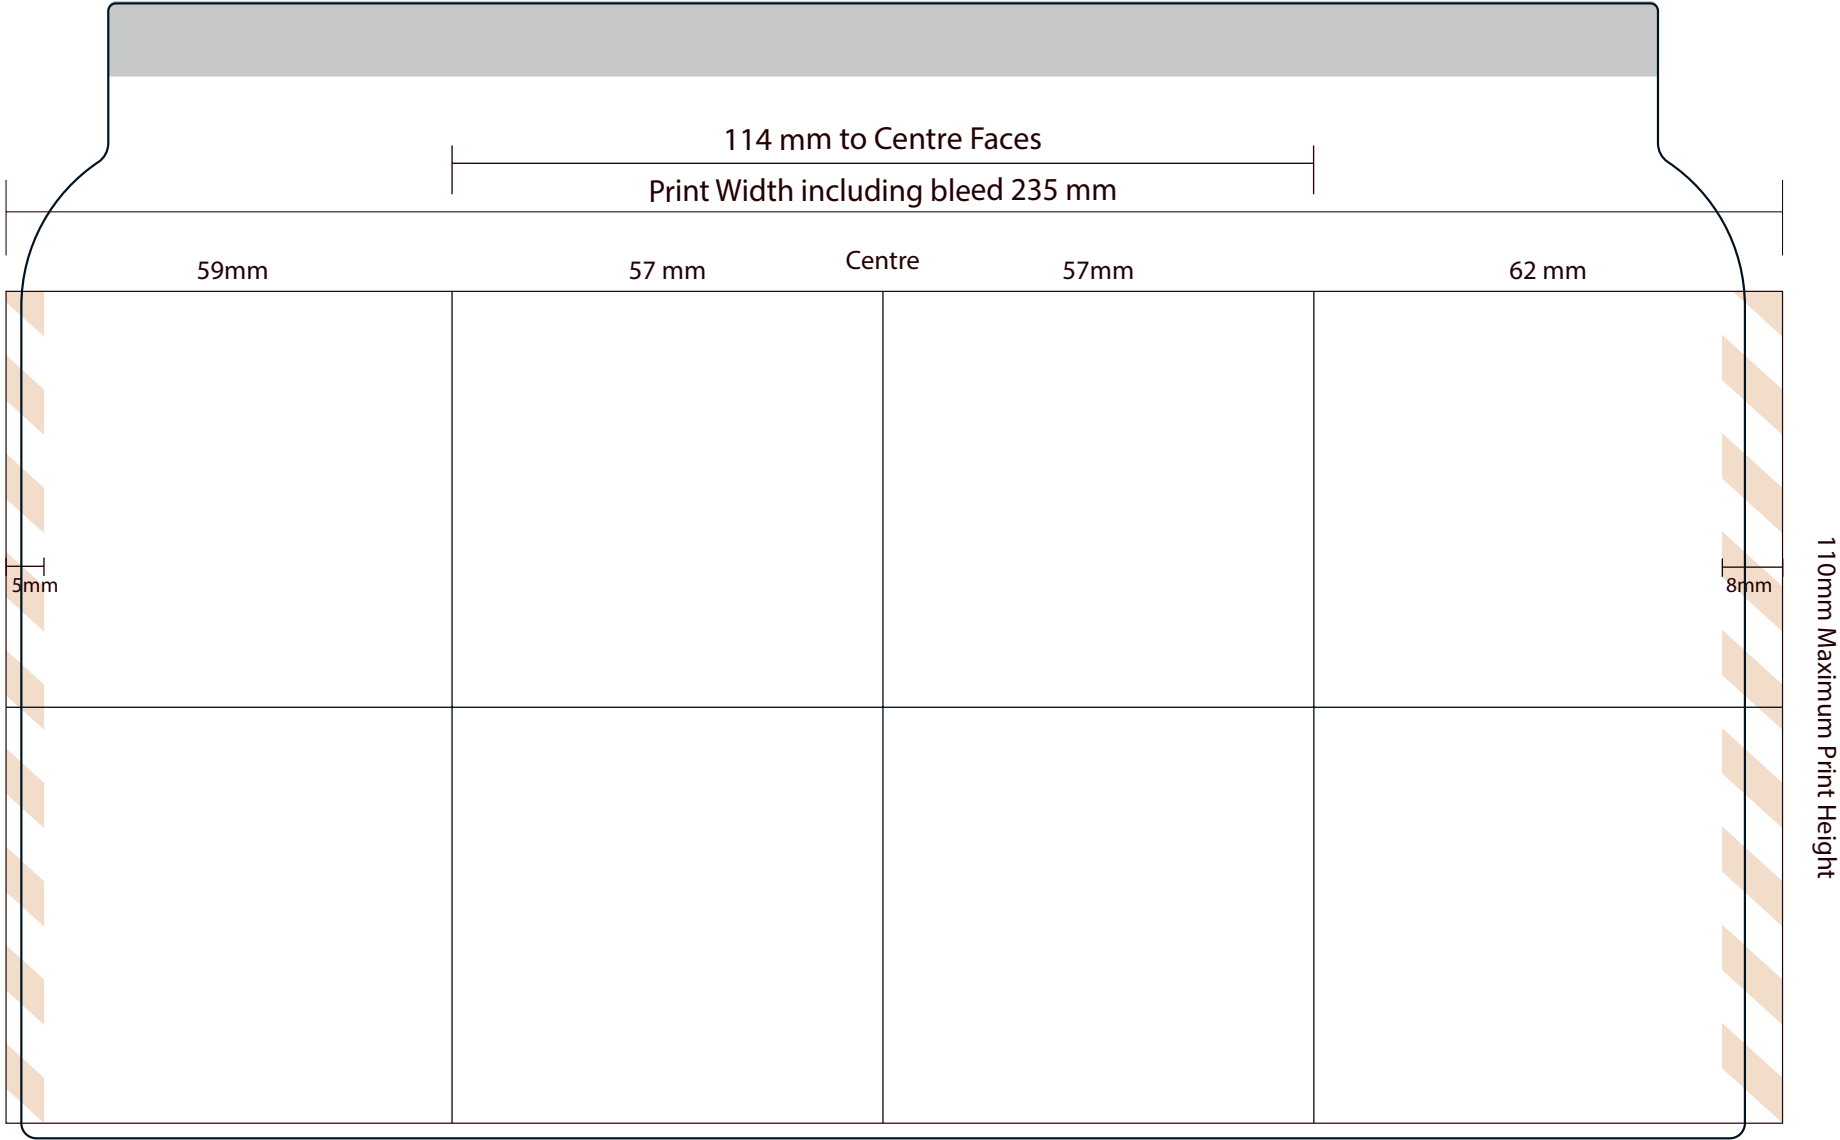 114 mm to Centre Faces
Print Width including bleed 235 mm
59mm
57 mm
Centre
57mm
62 mm
5mm
8mm
110mm Maximum Print Height